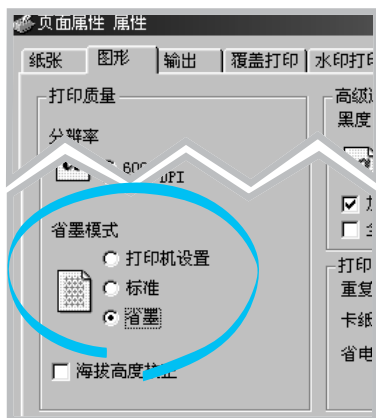 页面属性 属性
纸张 图形 输出 覆盖打印 水印打印
打印质量
分辨率
600
DPI
省墨模式
打印机设置
标准
省墨
海拔高度校正
高级
黑度
打印
重复
卡纸
省电